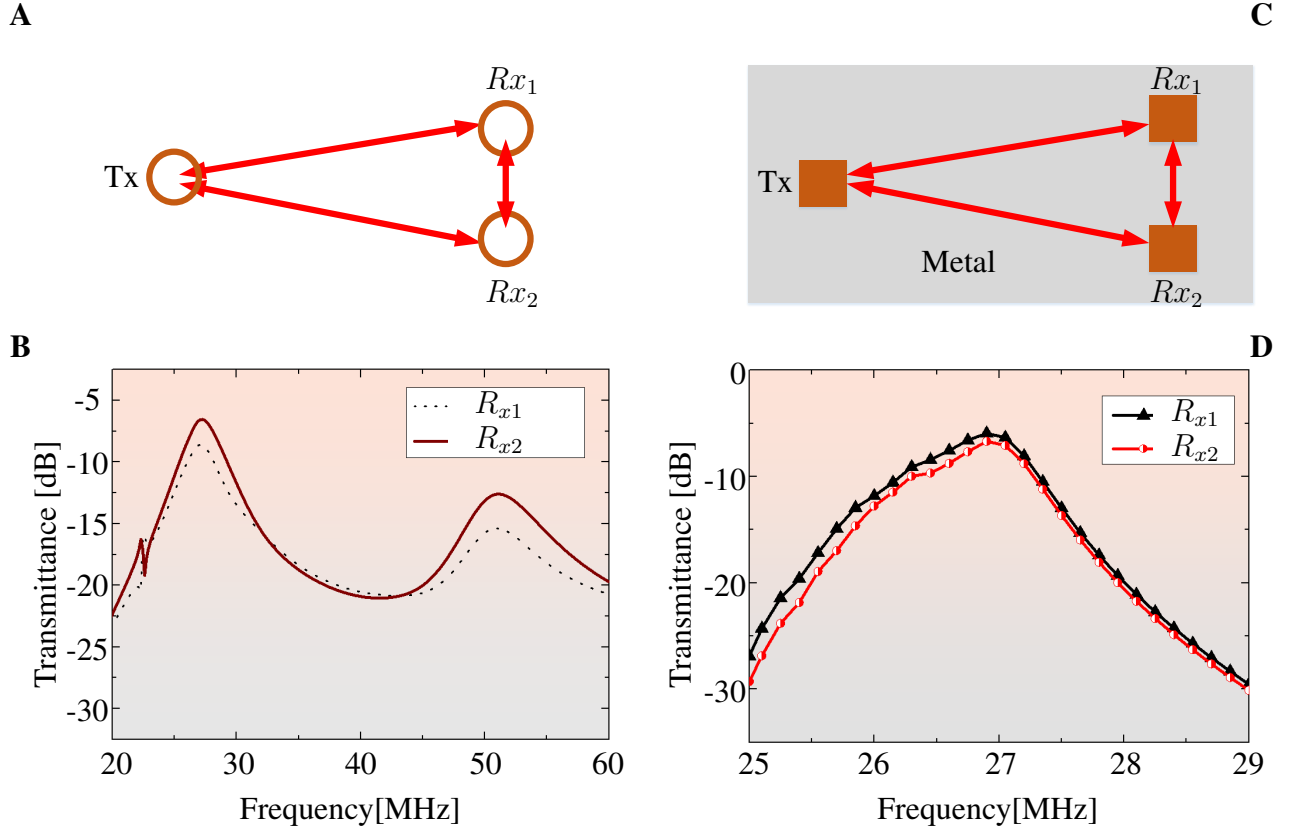 A
C
Rx₁
Tx
Rx₂
Rx₁
Tx
Metal
Rx₂
B
D
-5
-10
-15
-20
-25
-30
20
30
40
50
60
Transmittance [dB]
Frequency[MHz]
Rₓ₁
Rₓ₂
0
-10
-20
-30
25
26
27
28
29
Transmittance [dB]
Frequency[MHz]
Rₓ₁
Rₓ₂